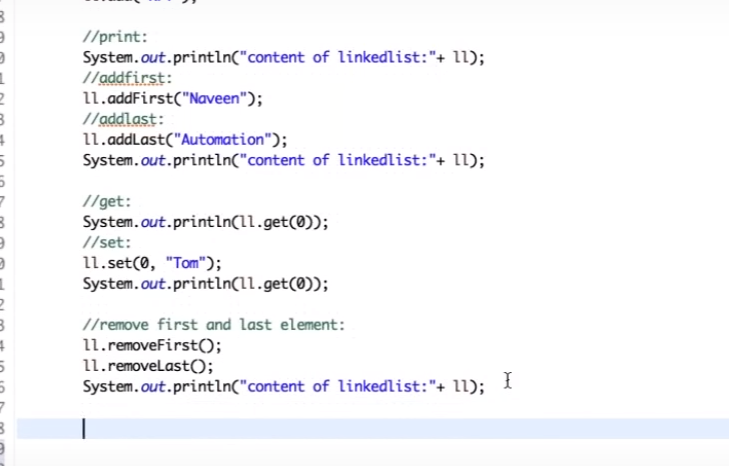 //print:
System.out.println("content of linkedlist:"+ ll);
//addfirst:
ll.addFirst("Naveen");
//addlast:
ll.addLast("Automation");
System.out.println("content of linkedlist:"+ ll);
//get:
System.out.println(ll.get(0));
//set:
ll.set(0, "Tom");
System.out.println(ll.get(0));
//remove first and last element:
ll.removeFirst();
ll.removeLast();
System.out.println("content of linkedlist:"+ ll);